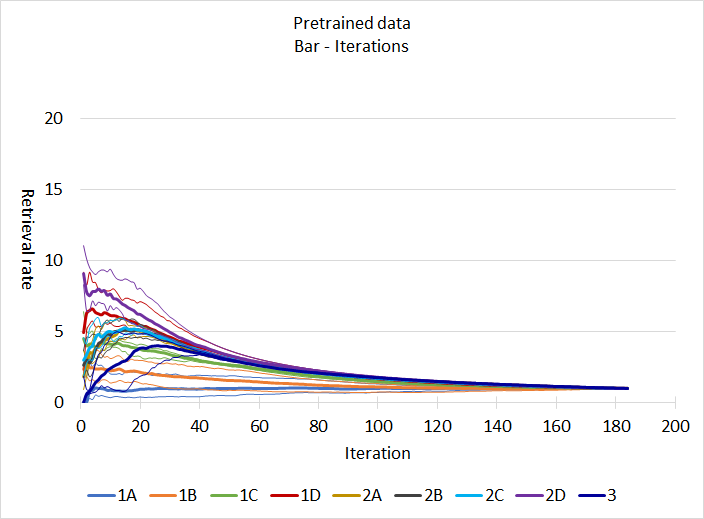 Pretrained data
Bar - Iterations
20
15
10
5
0
Retrieval rate
0 20 40 60 80 100 120 140 160 180 200
Iteration
1A 1B 1C 1D 2A 2B 2C 2D 3